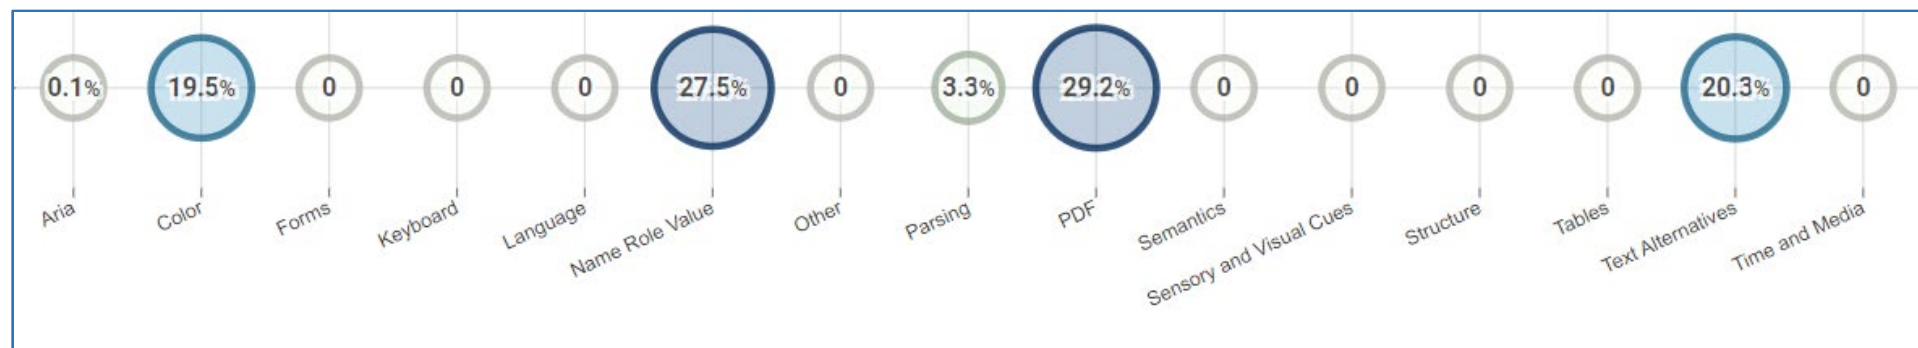 0.1%
19.5%
0
0
0
27.5%
0
3.3%
29.2%
0
0
0
0
20.3%
0
Aria
Color
Forms
Keyboard
Language
Name Role Value
Other
Parsing
PDF
Semantics
Sensory and Visual Cues
Structure
Tables
Text Alternatives
Time and Media